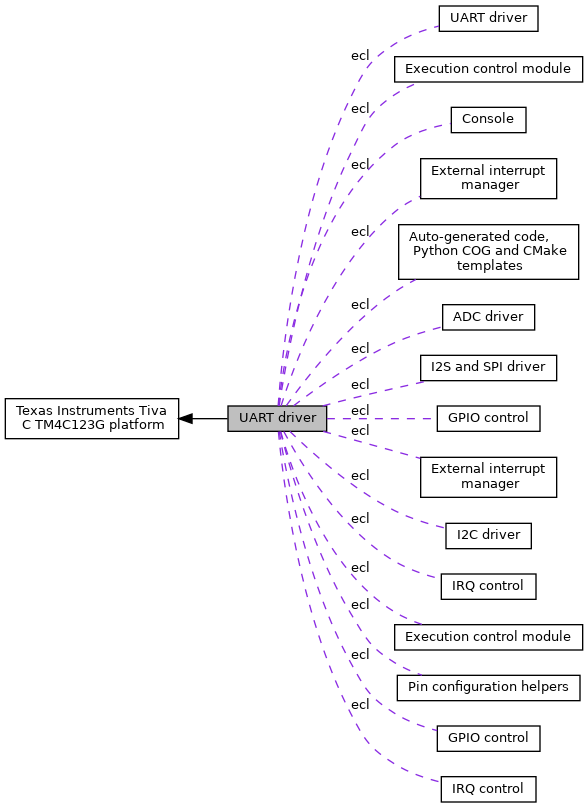 UART driver
ecl
Execution control module
ecl
Console
ecl
External interrupt
manager
ecl
Auto-generated code,
Python COG and CMake
templates
ecl
ADC driver
ecl
I2S and SPI driver
ecl
Texas Instruments Tiva
C TM4C123G platform
UART driver
ecl
GPIO control
ecl
External interrupt
manager
ecl
I2C driver
ecl
IRQ control
ecl
Execution control module
ecl
Pin configuration helpers
ecl
GPIO control
ecl
IRQ control